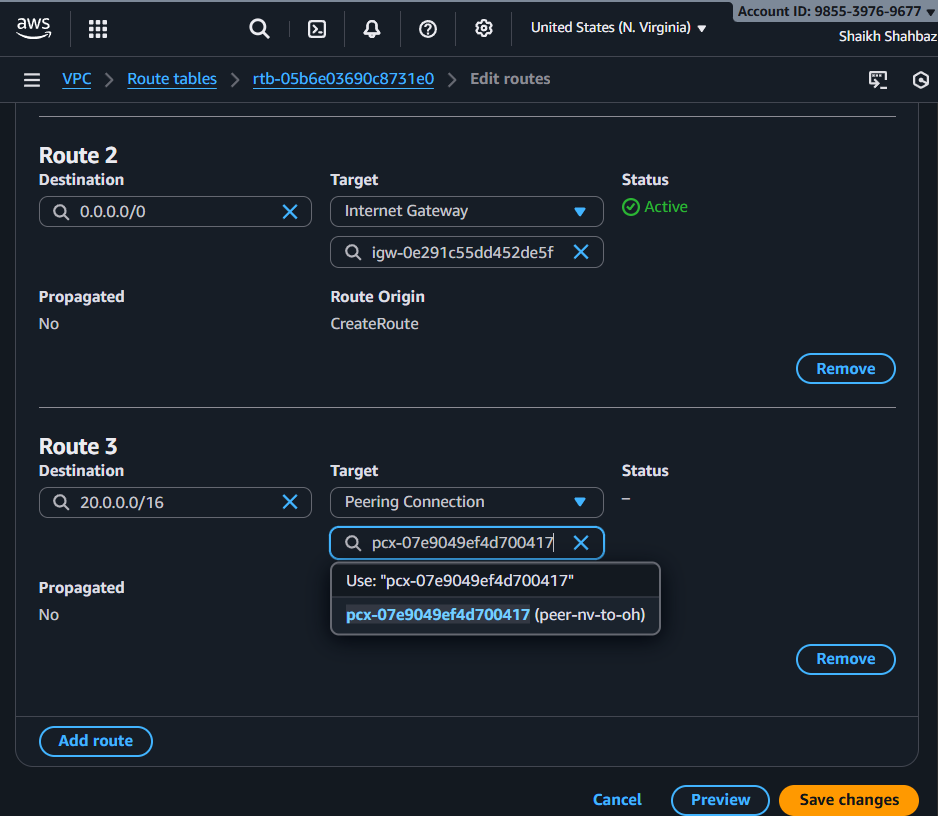 aws
United States (N. Virginia)
Account ID: 9855-3976-9677
Shaikh Shahbaz
VPC
Route tables
rtb-05b6e03690c8731e0
Edit routes
Route 2
Destination
Target
Status
0.0.0.0/0
Internet Gateway
Active
igw-0e291c55dd452de5f
Propagated
Route Origin
No
CreateRoute
Remove
Route 3
Destination
Target
Status
20.0.0.0/16
Peering Connection
–
pcx-07e9049ef4d700417
Use: "pcx-07e9049ef4d700417"
Propagated
No
pcx-07e9049ef4d700417 (peer-nv-to-oh)
Remove
Add route
Cancel
Preview
Save changes